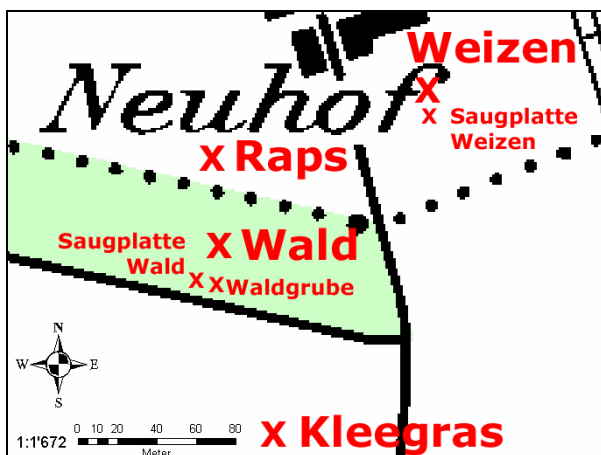 Weizen
Neuhof
X
X Saugplatte
Weizen
X Raps
Saugplatte
Wald
X Wald
X X Waldgrube
N
W E
S
0 10 20 40 60 80
1:1'672
Meter
X Kleegras